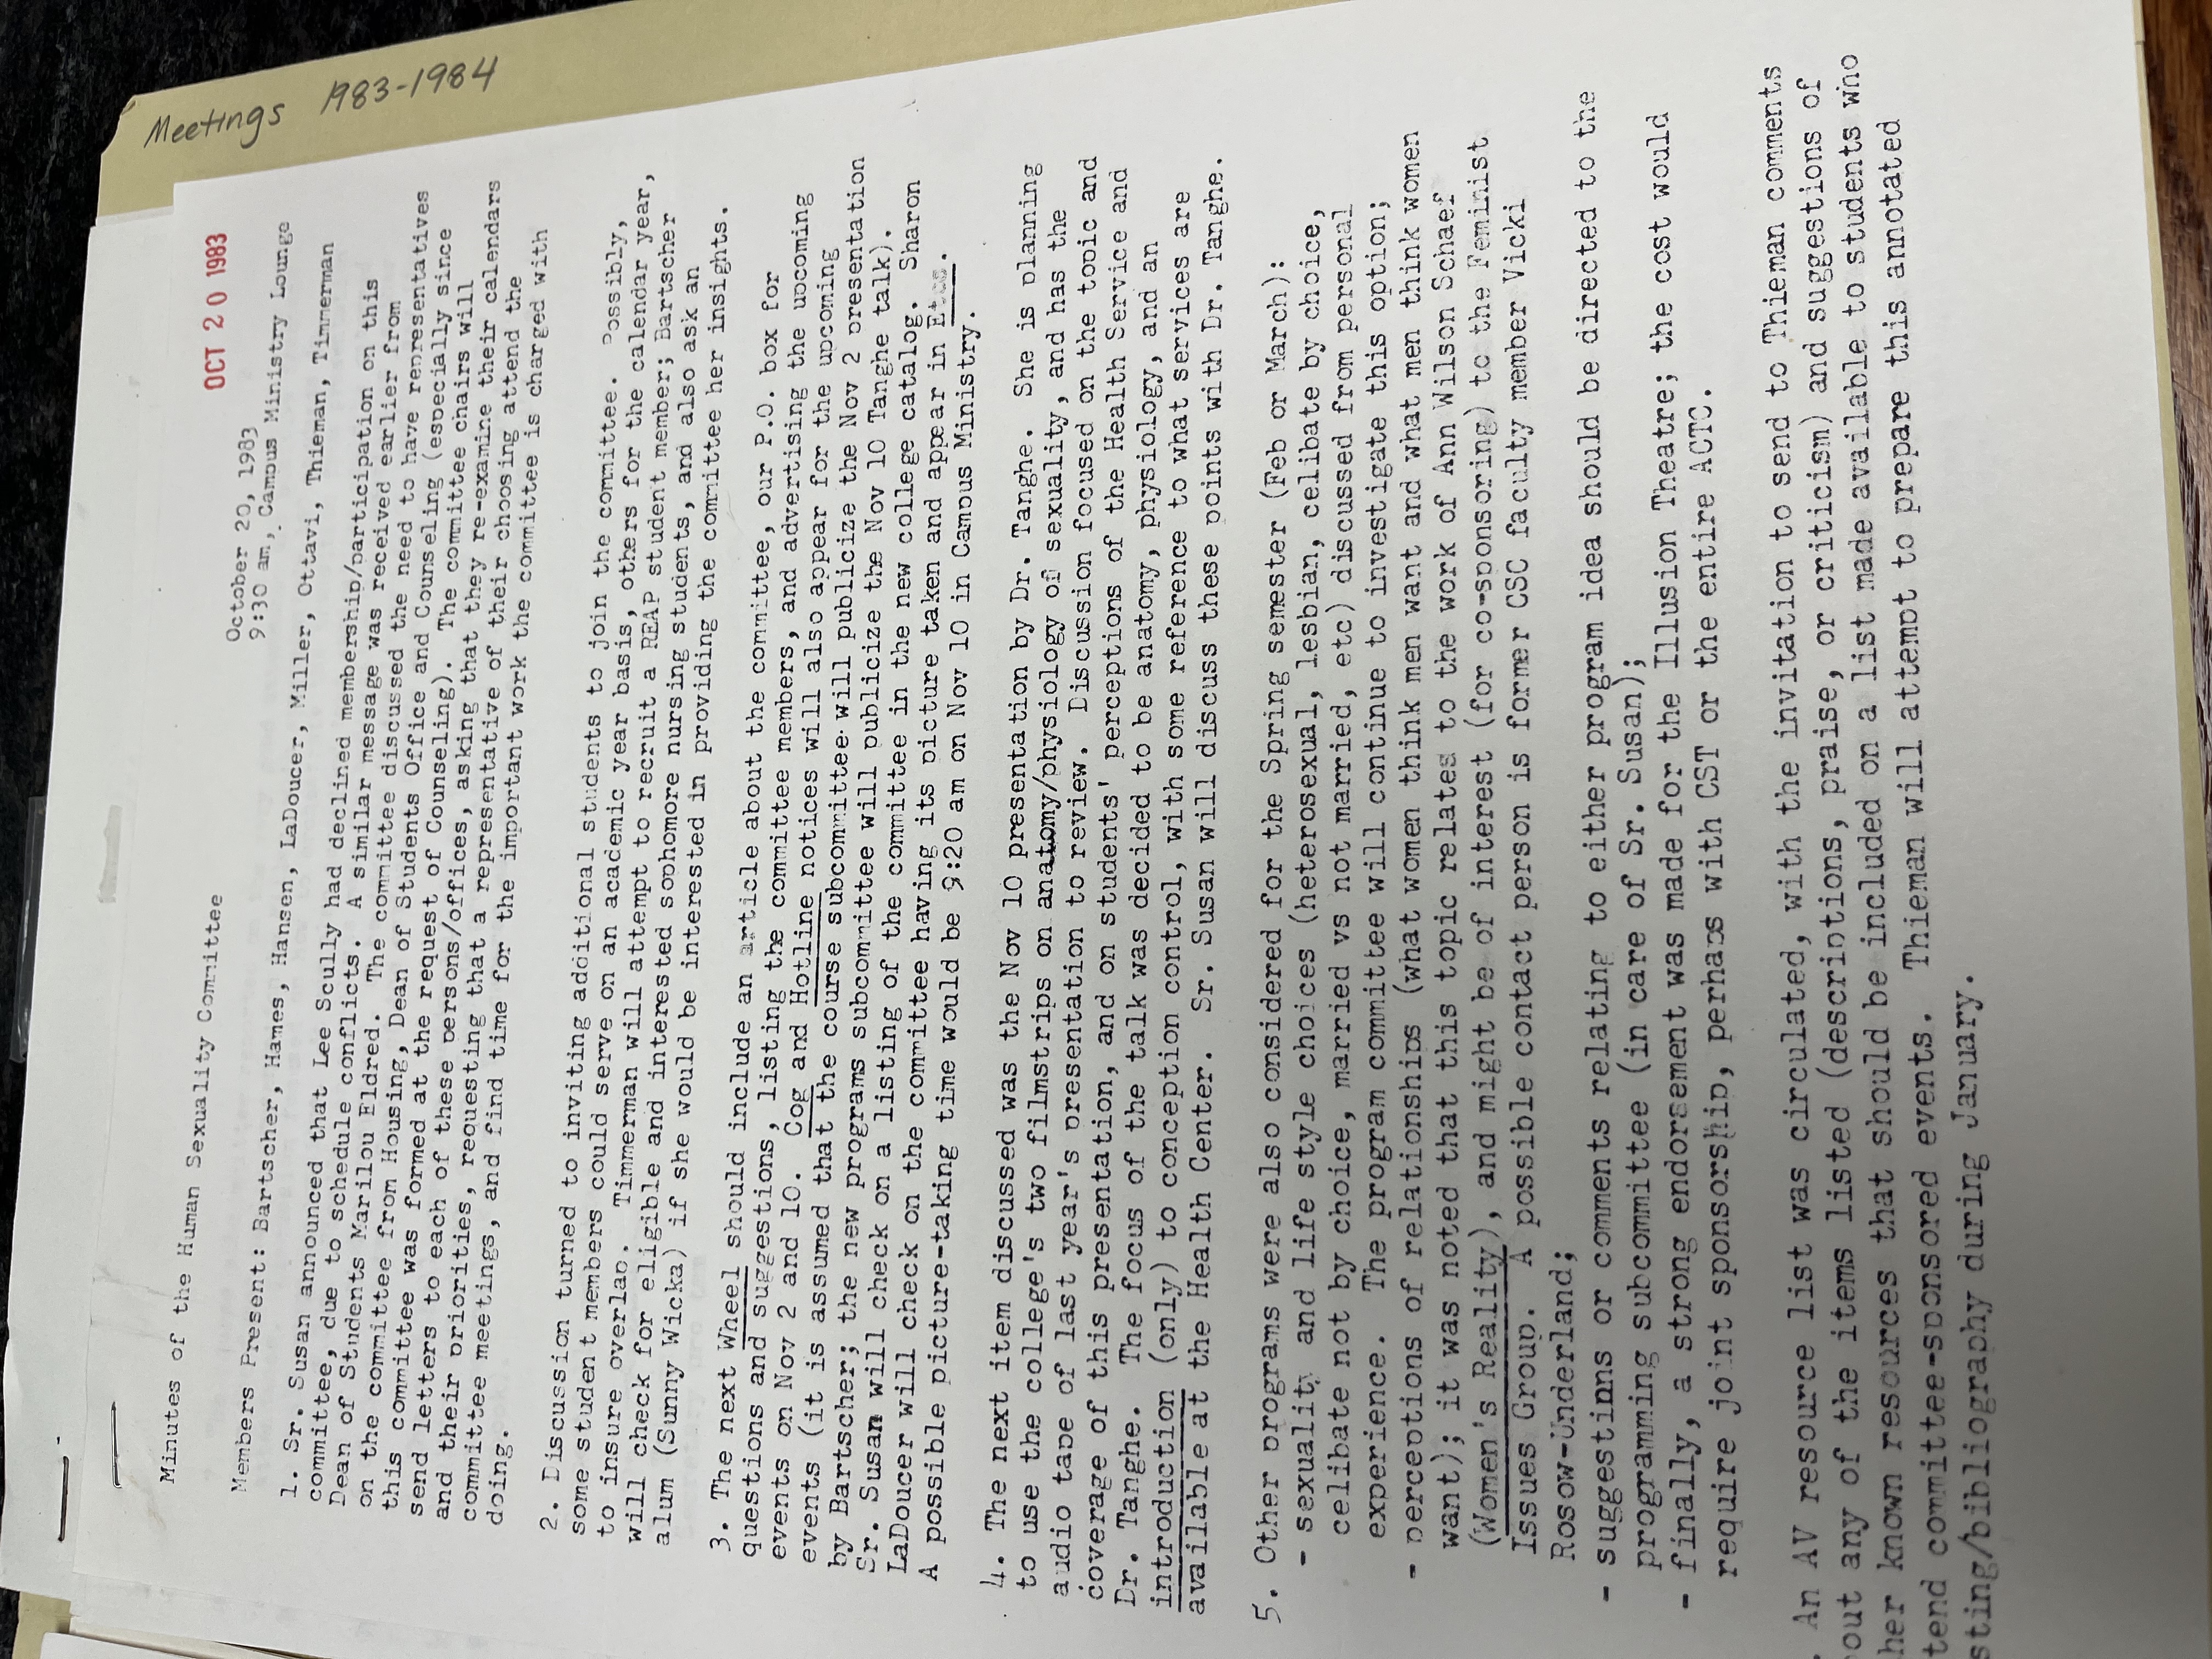 Meetings 1983-1984
OCT 20 1983
Minutes of the Human Sexuality Committee
October 20, 1983
9:30 am, Campus Ministry Lounge
Members Present: Bartscher, Hames, Hansen, LaDoucer, Miller, Ottavi, Thieman, Timmerman
1. Sr. Susan announced that Lee Scully had declined membership/participation on this
committee, due to schedule conflicts. A similar message was received earlier from
Dean of Students Marilou Eldred. The committee discussed the need to have representatives
on the committee from Housing, Dean of Students Office and Counseling (especially since
this committee was formed at the request of Counseling). The committee chairs will
send letters to each of these persons/offices, asking that they re-examine their calendars
and their priorities, requesting that a representative of their choosing attend the
committee meetings, and find time for the important work the committee is charged with
doing.
2. Discussion turned to inviting additional students to join the committee. Possibly,
some student members could serve on an academic year basis, others for the calendar year,
to insure overlap. Timmerman will attempt to recruit a REAP student member; Bartscher
will check for eligible and interested sophomore nursing students, and also ask an
alum (Sunny Wicka) if she would be interested in providing the committee her insights.
3. The next Wheel should include an article about the committee, our P.O. box for
questions and suggestions, listing the committee members, and advertising the upcoming
events on Nov 2 and 10. Cog and Hotline notices will also appear for the upcoming
events (it is assumed that the course subcommittee will publicize the Nov 2 presentation
by Bartscher; the new programs subcommittee will publicize the Nov 10 Tanghe talk).
Sr. Susan will check on a listing of the committee in the new college catalog. Sharon
LaDoucer will check on the committee having its picture taken and appear in Etcs.
A possible picture-taking time would be 9:20 am on Nov 10 in Campus Ministry.
4. The next item discussed was the Nov 10 presentation by Dr. Tanghe. She is planning
to use the college's two filmstrips on anatomy/physiology of sexuality, and has the
audio tape of last year's presentation to review. Discussion focused on the topic and
coverage of this presentation, and on students' perceptions of the Health Service and
Dr. Tanghe. The focus of the talk was decided to be anatomy, physiology, and an
introduction (only) to conception control, with some reference to what services are
available at the Health Center. Sr. Susan will discuss these points with Dr. Tanghe.
5. Other programs were also considered for the Spring semester (Feb or March):
- sexuality and life style choices (heterosexual, lesbian, celibate by choice,
celibate not by choice, married vs not married, etc) discussed from personal
experience. The program committee will continue to investigate this option;
- perceptions of relationships (what women think men want and what men think women
want); it was noted that this topic relates to the work of Ann Wilson Schaef
(Women's Reality), and might be of interest (for co-sponsoring) to the Feminist
Issues Group. A possible contact person is former CSC faculty member Vicki
Rosow-Underland;
- suggestinns or comments relating to either program idea should be directed to the
programming subcommittee (in care of Sr. Susan);
- finally, a strong endorsement was made for the Illusion Theatre; the cost would
require joint sponsorship, perhaps with CST or the entire ACTC.
. An AV resource list was circulated, with the invitation to send to Thieman comments
out any of the items listed (descriptions, praise, or criticism) and suggestions of
her known resources that should be included on a list made available to students who
tend committee-sponsored events. Thieman will attempt to prepare this annotated
sting/bibliography during January.